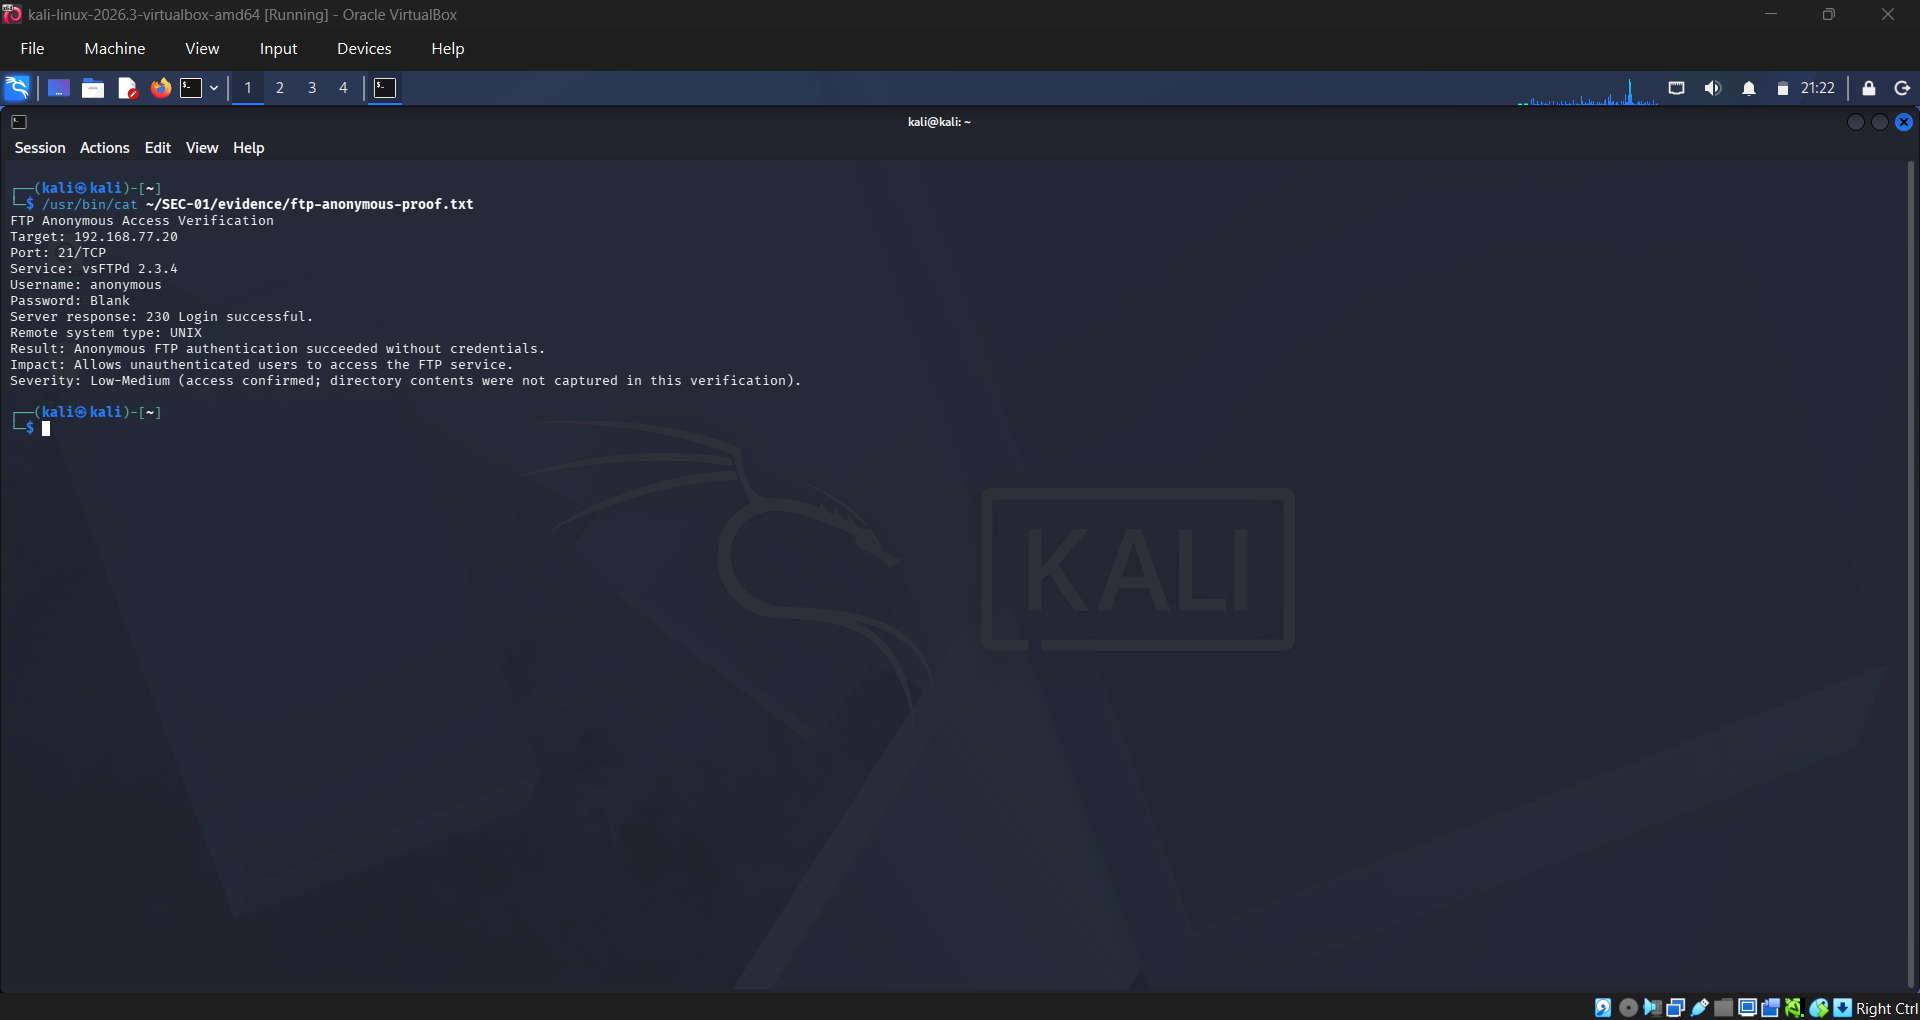 kali-linux-2026.3-virtualbox-amd64 [Running] - Oracle VirtualBox
File Machine View Input Devices Help
1 2 3 4 21:22
kali@kali: ~
Session Actions Edit View Help
┌──(kali㉿kali)-[~]
└─$ /usr/bin/cat ~/SEC-01/evidence/ftp-anonymous-proof.txt
FTP Anonymous Access Verification
Target: 192.168.77.20
Port: 21/TCP
Service: vsFTPd 2.3.4
Username: anonymous
Password: Blank
Server response: 230 Login successful.
Remote system type: UNIX
Result: Anonymous FTP authentication succeeded without credentials.
Impact: Allows unauthenticated users to access the FTP service.
Severity: Low-Medium (access confirmed; directory contents were not captured in this verification).
┌──(kali㉿kali)-[~]
└─$
KALI
Right Ctrl